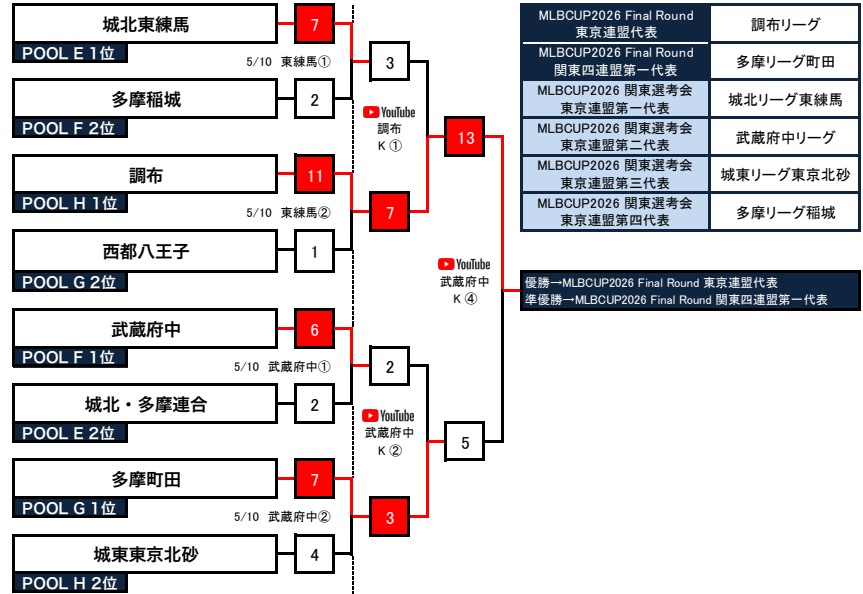 城北東練馬
7
POOL E 1位
5/10 東練馬①
3
多摩稲城
2
POOL F 2位
YouTube
調布
K ①
13
調布
11
POOL H 1位
5/10 東練馬②
7
西都八王子
1
POOL G 2位
YouTube
武蔵府中
K ④
武蔵府中
6
POOL F 1位
5/10 武蔵府中①
2
城北・多摩連合
2
POOL E 2位
YouTube
武蔵府中
K ②
5
多摩町田
7
POOL G 1位
5/10 武蔵府中②
3
城東東京北砂
4
POOL H 2位
MLBCUP2026 Final Round
東京連盟代表
調布リーグ
MLBCUP2026 Final Round
関東四連盟第一代表
多摩リーグ町田
MLBCUP2026 関東選考会
東京連盟第一代表
城北リーグ東練馬
MLBCUP2026 関東選考会
東京連盟第二代表
武蔵府中リーグ
MLBCUP2026 関東選考会
東京連盟第三代表
城東リーグ東京北砂
MLBCUP2026 関東選考会
東京連盟第四代表
多摩リーグ稲城
優勝→MLBCUP2026 Final Round 東京連盟代表
準優勝→MLBCUP2026 Final Round 関東四連盟第一代表